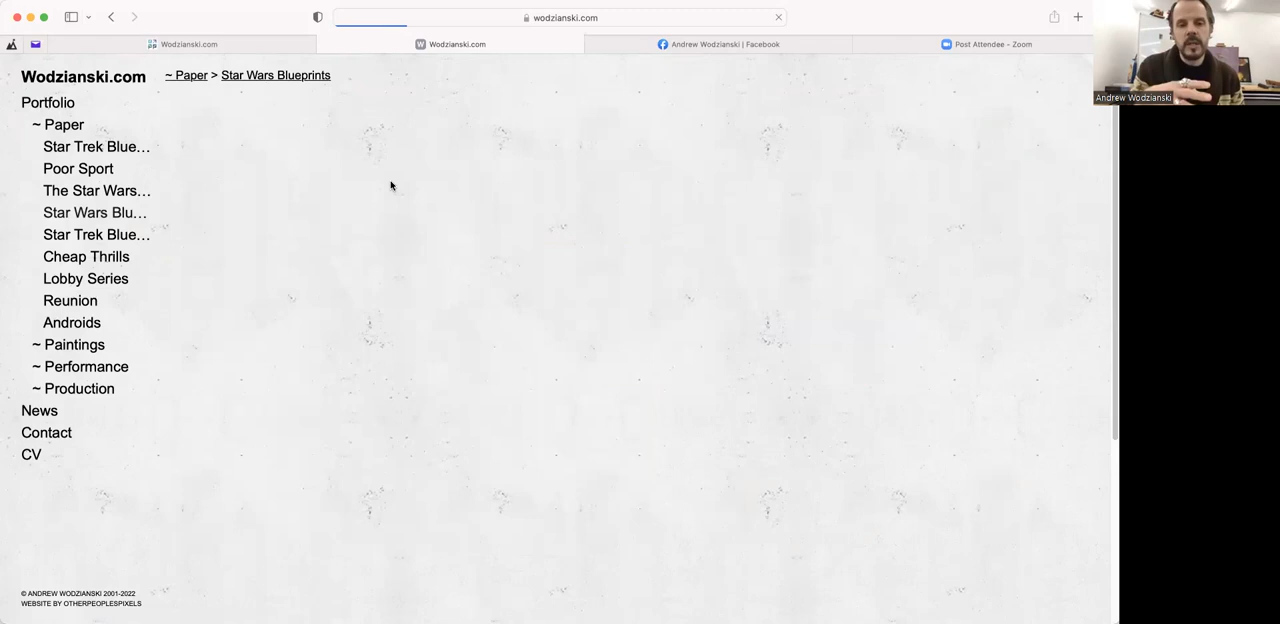 wodzianski.com
Wodzianski.com
W Wodzianski.com
Andrew Wodzianski | Facebook
Post Attendee - Zoom
Andrew Wodzianski
Wodzianski.com
~ Paper > Star Wars Blueprints
Portfolio
~ Paper
Star Trek Blue...
Poor Sport
The Star Wars...
Star Wars Blu...
Star Trek Blue...
Cheap Thrills
Lobby Series
Reunion
Androids
~ Paintings
~ Performance
~ Production
News
Contact
CV
© ANDREW WODZIANSKI 2001-2022
WEBSITE BY OTHERPEOPLESPIXELS